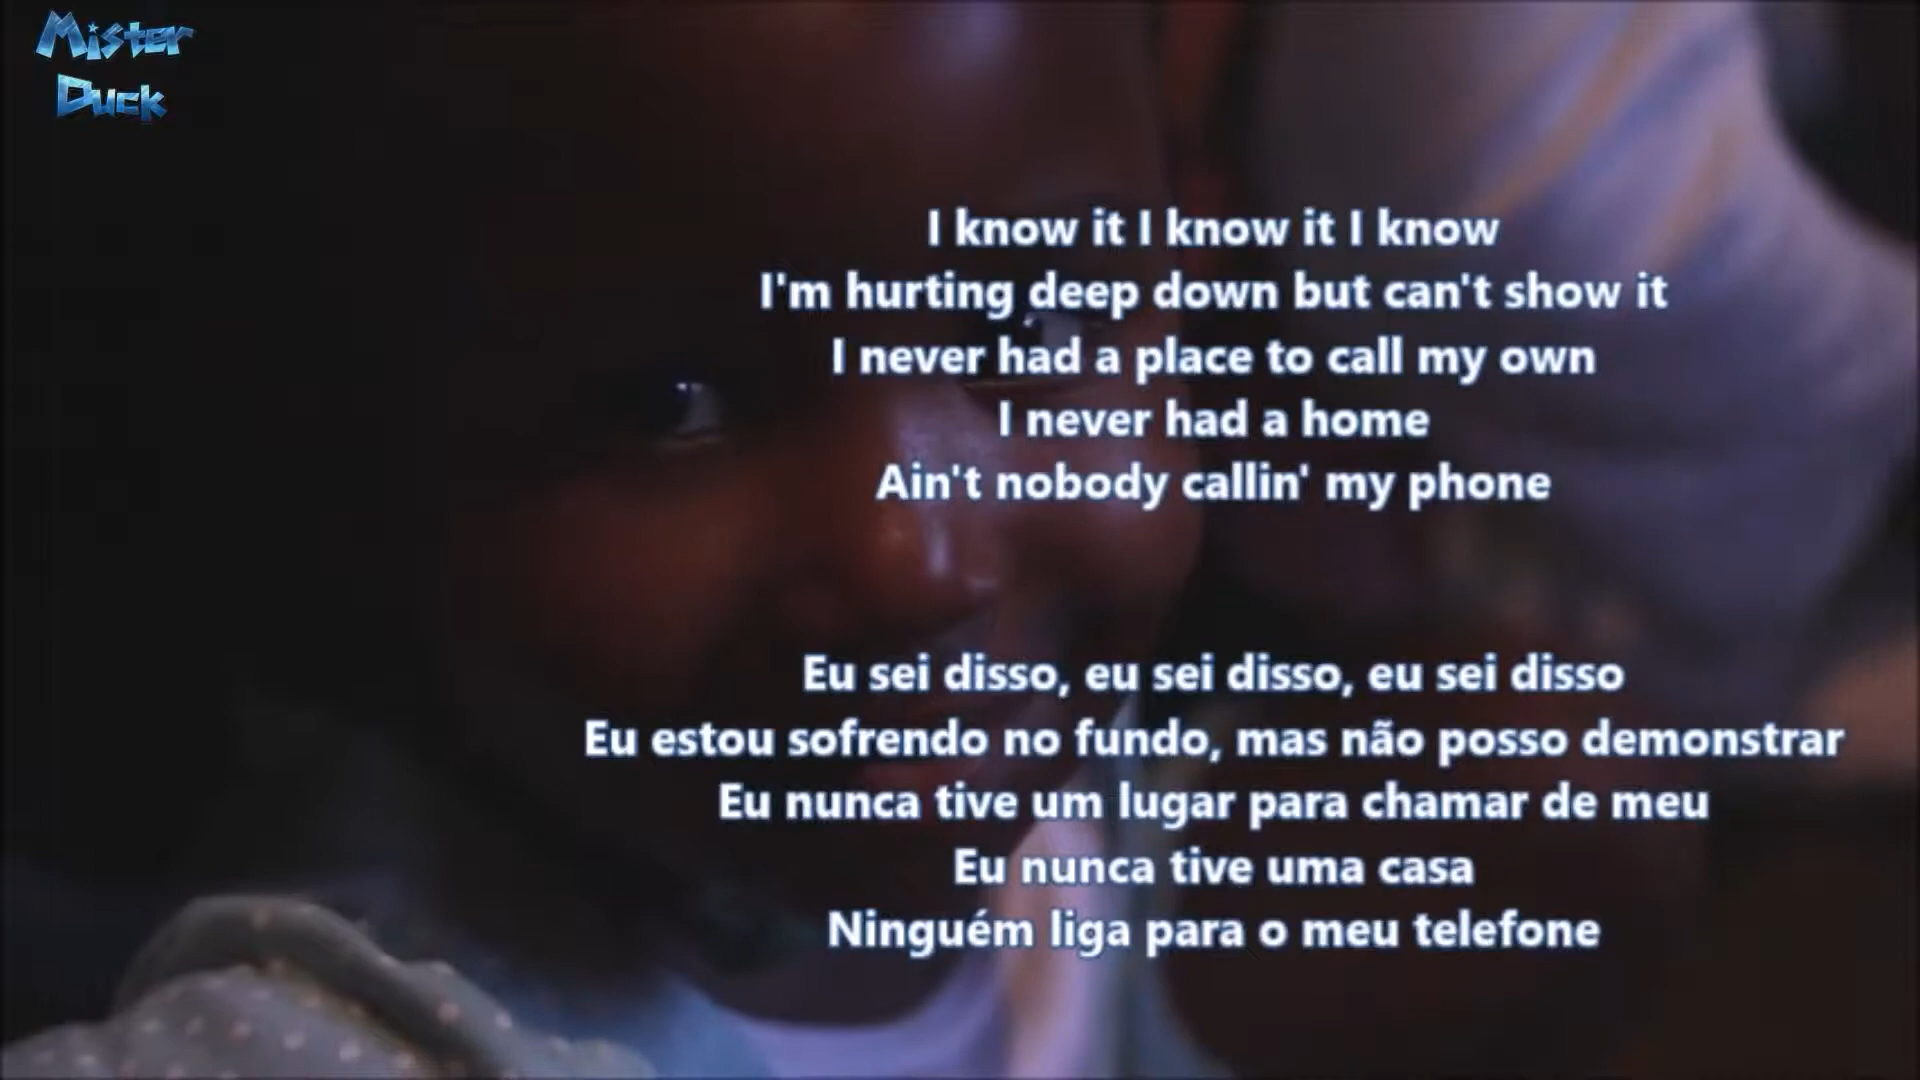 Mister
Duck
I know it I know it I know
I'm hurting deep down but can't show it
I never had a place to call my own
I never had a home
Ain't nobody callin' my phone
Eu sei disso, eu sei disso, eu sei disso
Eu estou sofrendo no fundo, mas não posso demonstrar
Eu nunca tive um lugar para chamar de meu
Eu nunca tive uma casa
Ninguém liga para o meu telefone